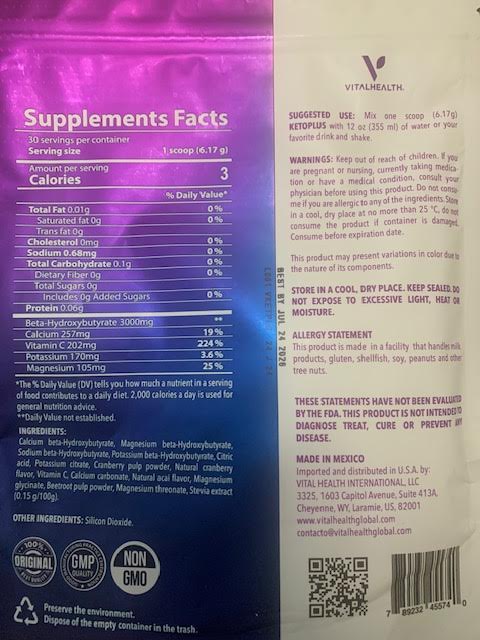 Supplements Facts
30 servings per container
Serving size 1 scoop (6.17 g)
Amount per serving
Calories 3
% Daily Value*
Total Fat 0.01g 0 %
Saturated fat 0g 0 %
Trans fat 0g
Cholesterol 0mg 0 %
Sodium 0.68mg 0 %
Total Carbohydrate 0.1g 0 %
Dietary Fiber 0g 0 %
Total Sugars 0g
Includes 0g Added Sugars 0 %
Protein 0.06g
Beta-Hydroxybutyrate 3000mg **
Calcium 257mg 19 %
Vitamin C 202mg 224 %
Potassium 170mg 3.6 %
Magnesium 105mg 25 %
*The % Daily Value (DV) tells you how much a nutrient in a serving
of food contributes to a daily diet. 2,000 calories a day is used for
general nutrition advice.
**Daily Value not established.
INGREDIENTS:
Calcium beta-Hydroxybutyrate, Magnesium beta-Hydroxybutyrate,
Sodium beta-Hydroxybutyrate, Potassium beta-Hydroxybutyrate, Citric
acid, Potassium citrate, Cranberry pulp powder, Natural cranberry
flavor, Vitamin C, Calcium carbonate, Natural acai flavor, Magnesium
glycinate, Beetroot pulp powder, Magnesium threonate, Stevia extract
(0.15 g/100g).
OTHER INGREDIENTS: Silicon Dioxide.
100%
ORIGINAL
BEST QUALITY
GMP
QUALITY
NON
GMO
Preserve the environment.
Dispose of the empty container in the trash.
BEST BY JUL 24 2026
VITALHEALTH.
SUGGESTED USE: Mix one scoop (6.17g)
KETOPLUS with 12 oz (355 ml) of water or your
favorite drink and shake.
WARNINGS: Keep out of reach of children. If you
are pregnant or nursing, currently taking medica-
tion or have a medical condition, consult your
physician before using this product. Do not consu-
me if you are allergic to any of the ingredients. Store
in a cool, dry place at no more than 25 °C, do not
consume the product if container is damaged.
Consume before expiration date.
This product may present variations in color due to
the nature of its components.
STORE IN A COOL, DRY PLACE. KEEP SEALED. DO
NOT EXPOSE TO EXCESSIVE LIGHT, HEAT OR
MOISTURE.
ALLERGY STATEMENT
This product is made in a facility that handles milk
products, gluten, shellfish, soy, peanuts and other
tree nuts.
THESE STATEMENTS HAVE NOT BEEN EVALUATED
BY THE FDA. THIS PRODUCT IS NOT INTENDED TO
DIAGNOSE TREAT, CURE OR PREVENT ANY
DISEASE.
MADE IN MEXICO
Imported and distributed in U.S.A. by:
VITAL HEALTH INTERNATIONAL, LLC
3325, 1603 Capitol Avenue, Suite 413A,
Cheyenne, WY, Laramie, US, 82001
www.vitalhealthglobal.com
contacto@vitalhealthglobal.com
7 89232 45574 0